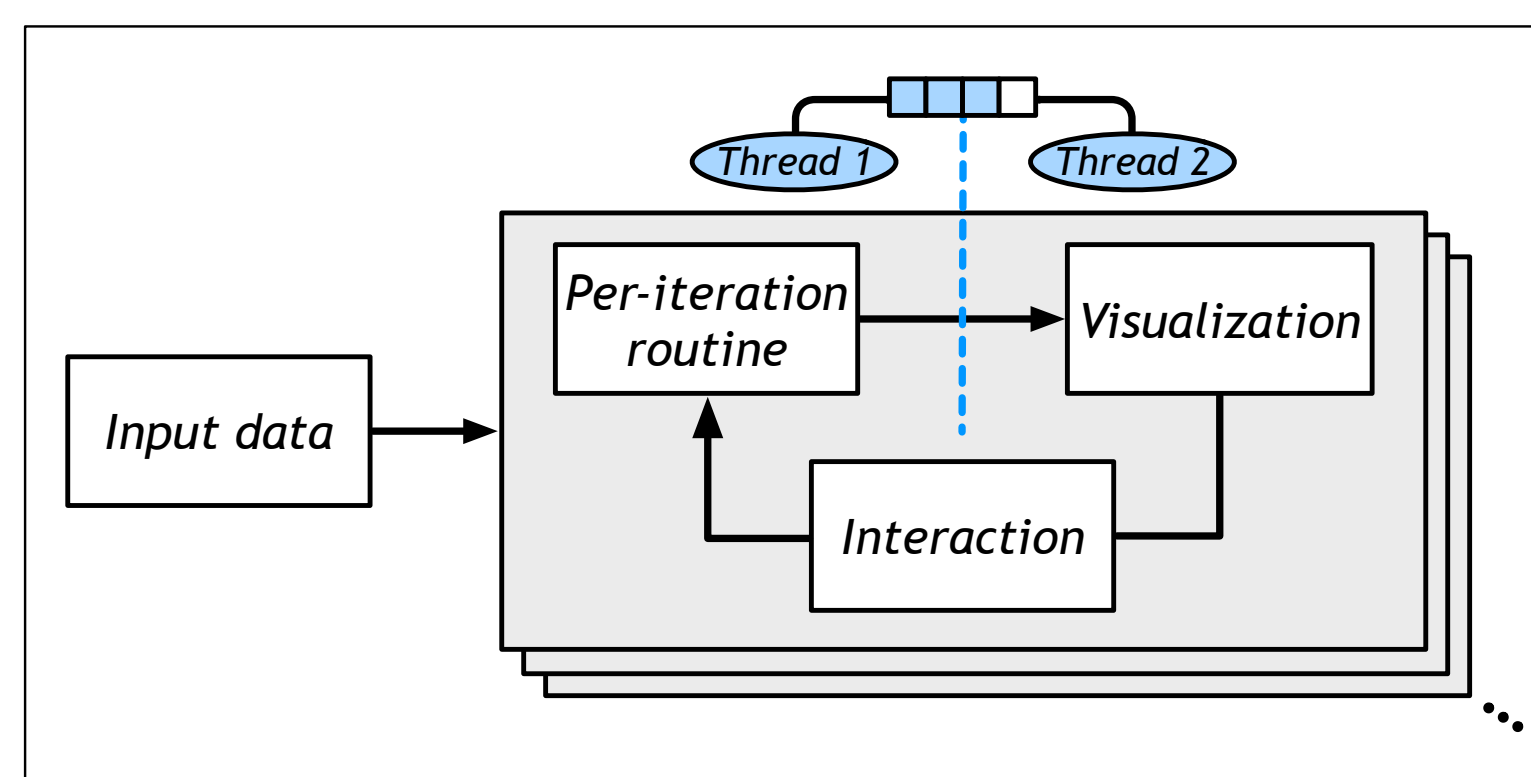 Thread 1
Thread 2
Per-iteration
routine
Visualization
Input data
Interaction